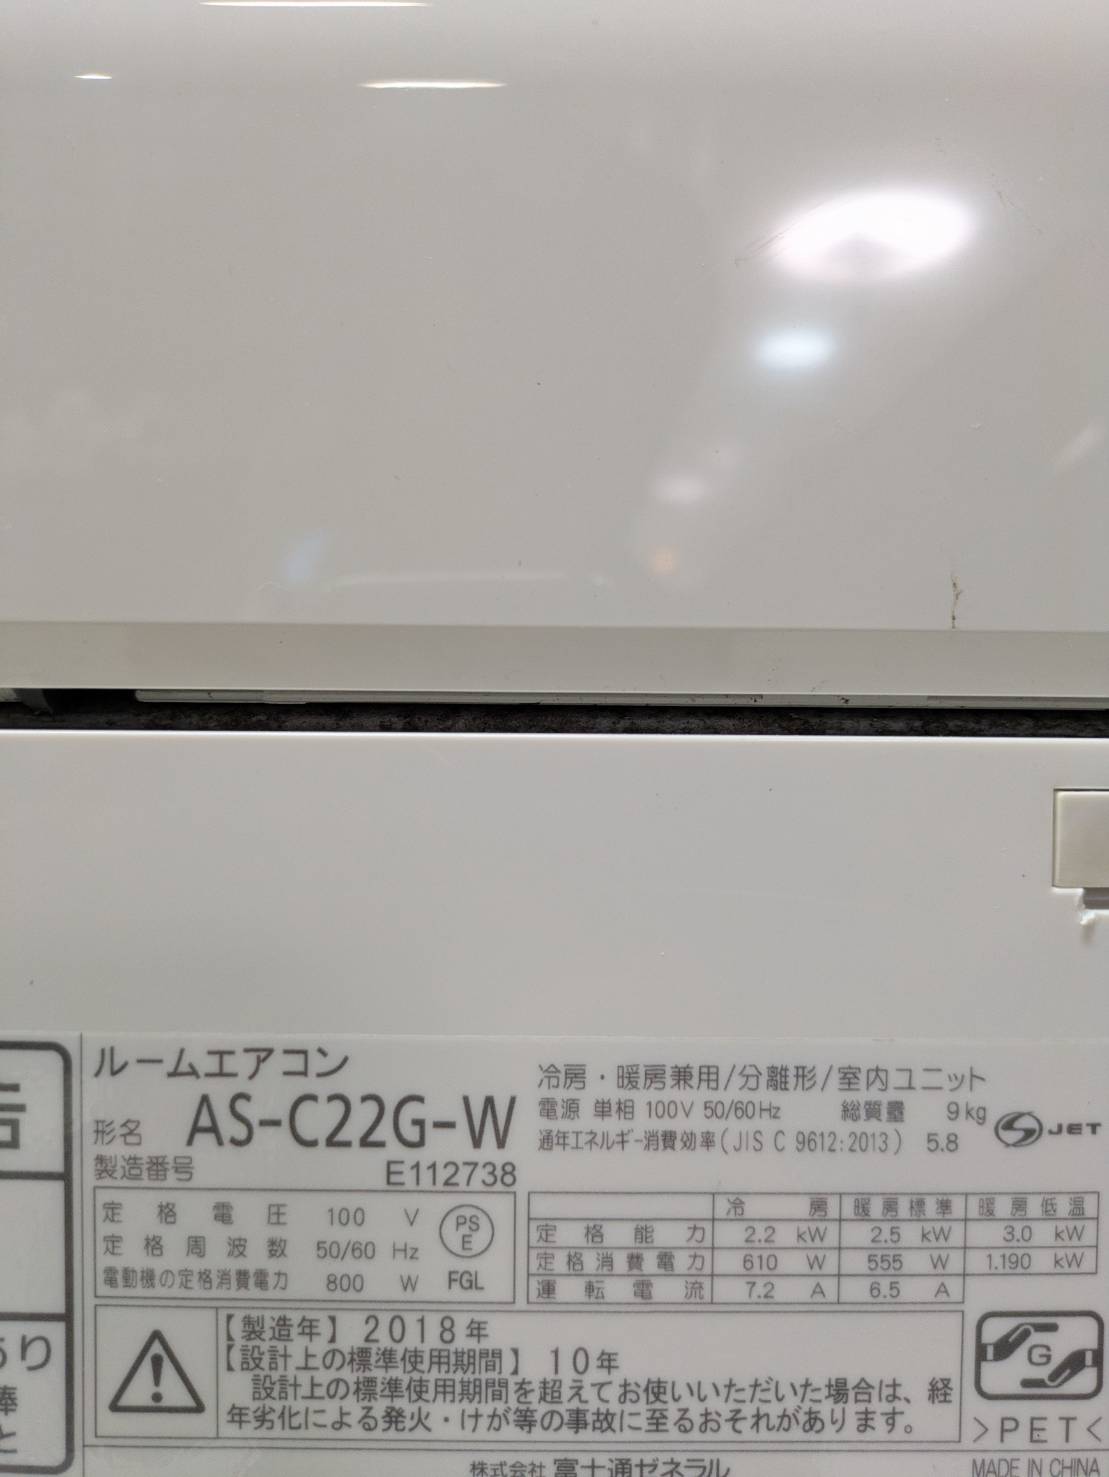 ルームエアコン
形名 AS-C22G-W
製造番号 E112738
冷房・暖房兼用/分離形/室内ユニット
電源 単相 100V 50/60Hz 総質量 9kg
通年エネルギー消費効率(JIS C 9612:2013) 5.8
JET
定格電圧 100 V
定格周波数 50/60 Hz
電動機の定格消費電力 800 W
PS
E
FGL
冷房 暖房標準 暖房低温
定格能力 2.2 kW 2.5 kW 3.0 kW
定格消費電力 610 W 555 W 1.190 kW
運転電流 7.2 A 6.5 A
【製造年】2018年
【設計上の標準使用期間】10年
設計上の標準使用期間を超えてお使いいただいた場合は、経
年劣化による発火・けが等の事故に至るおそれがあります。
G
>PET<
あり
棒
と
株式会社 富士通ゼネラル
MADE IN CHINA